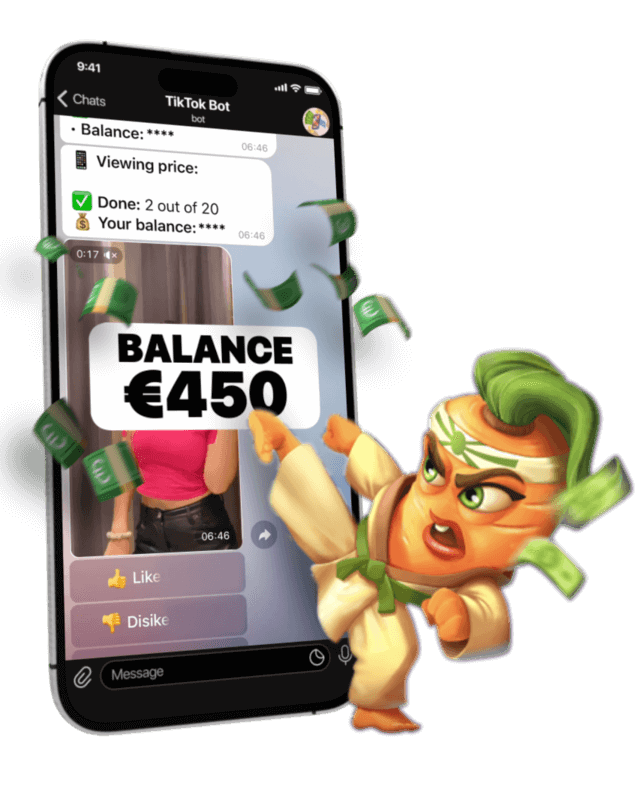 9:41
Chats
TikTok Bot
bot
· Balance: ****
06:46
Viewing price:
Done: 2 out of 20
Your balance: ****
06:46
0:17
BALANCE
€450
06:46
Like
Disike
Message